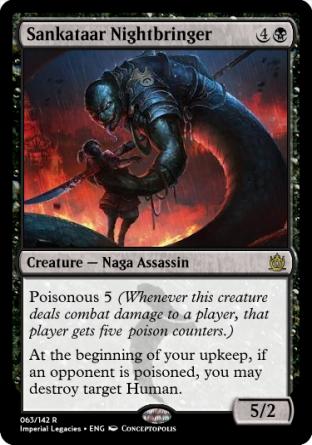 Sankataar Nightbringer 4
Creature — Naga Assassin
Poisonous 5 (Whenever this creature
deals combat damage to a player, that
player gets five poison counters.)
At the beginning of your upkeep, if
an opponent is poisoned, you may
destroy target Human.
5/2
063/142 R
Imperial Legacies • ENG Conceptopolis